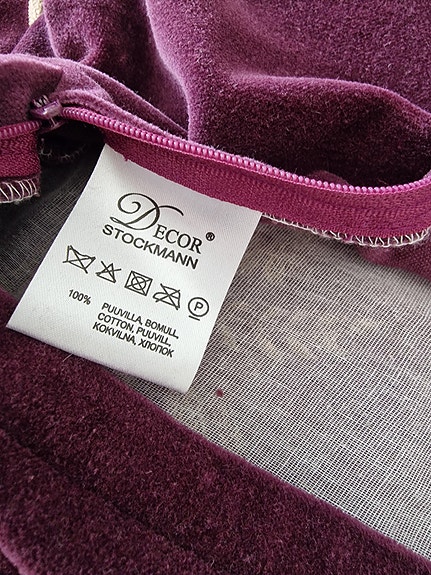 DECOR®
STOCKMANN
P
100% PUUVILLA, BOMULL,
COTTON, PUUVILL,
KOKVILNA, ХЛОПОК